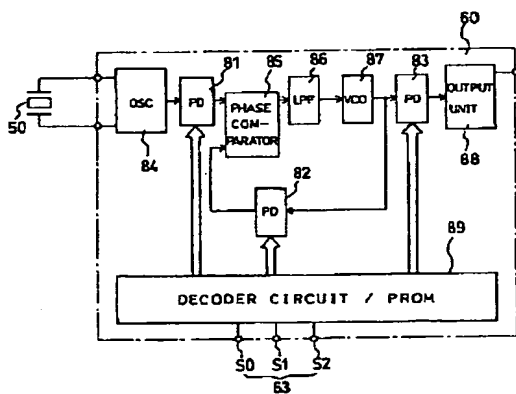 60
81
85
86
87
83
50
OSC
PD
PHASE
COM-
PARATOR
LPF
VCO
PD
OUTPUT
UNIT
84
88
82
PD
89
DECODER CIRCUIT / PROM
S0
S1
S2
63